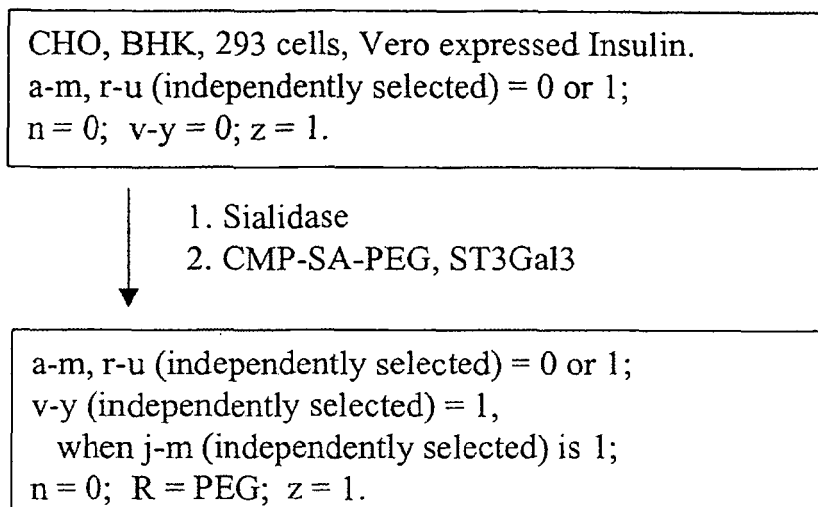 CHO, BHK, 293 cells, Vero expressed Insulin.
a-m, r-u (independently selected) = 0 or 1;
n = 0; v-y = 0; z = 1.
1. Sialidase
2. CMP-SA-PEG, ST3Gal3
a-m, r-u (independently selected) = 0 or 1;
v-y (independently selected) = 1,
when j-m (independently selected) is 1;
n = 0; R = PEG; z = 1.